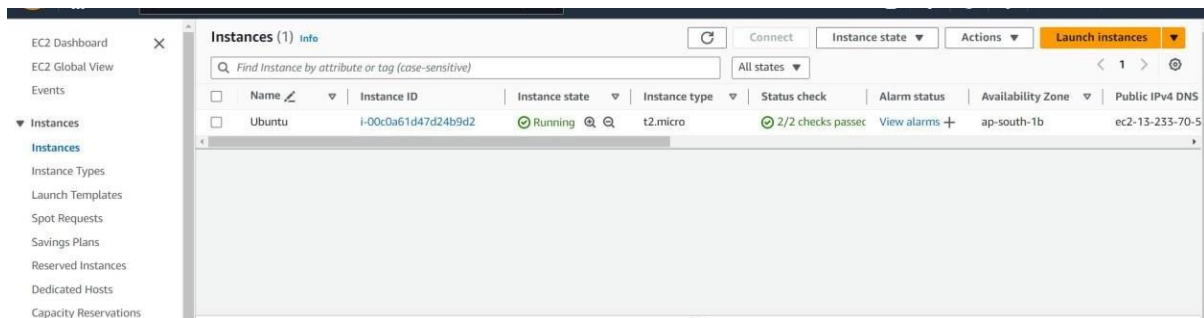 EC2 Dashboard
EC2 Global View
Events
Instances
Instances
Instance Types
Launch Templates
Spot Requests
Savings Plans
Reserved Instances
Dedicated Hosts
Capacity Reservations
Instances (1) Info
Connect Instance state Actions Launch instances
Find Instance by attribute or tag (case-sensitive) All states 1
Name Instance ID Instance state Instance type Status check Alarm status Availability Zone Public IPv4 DNS
Ubuntu i-00c0a61d47d24b9d2 Running t2.micro 2/2 checks passec View alarms + ap-south-1b ec2-13-233-70-5